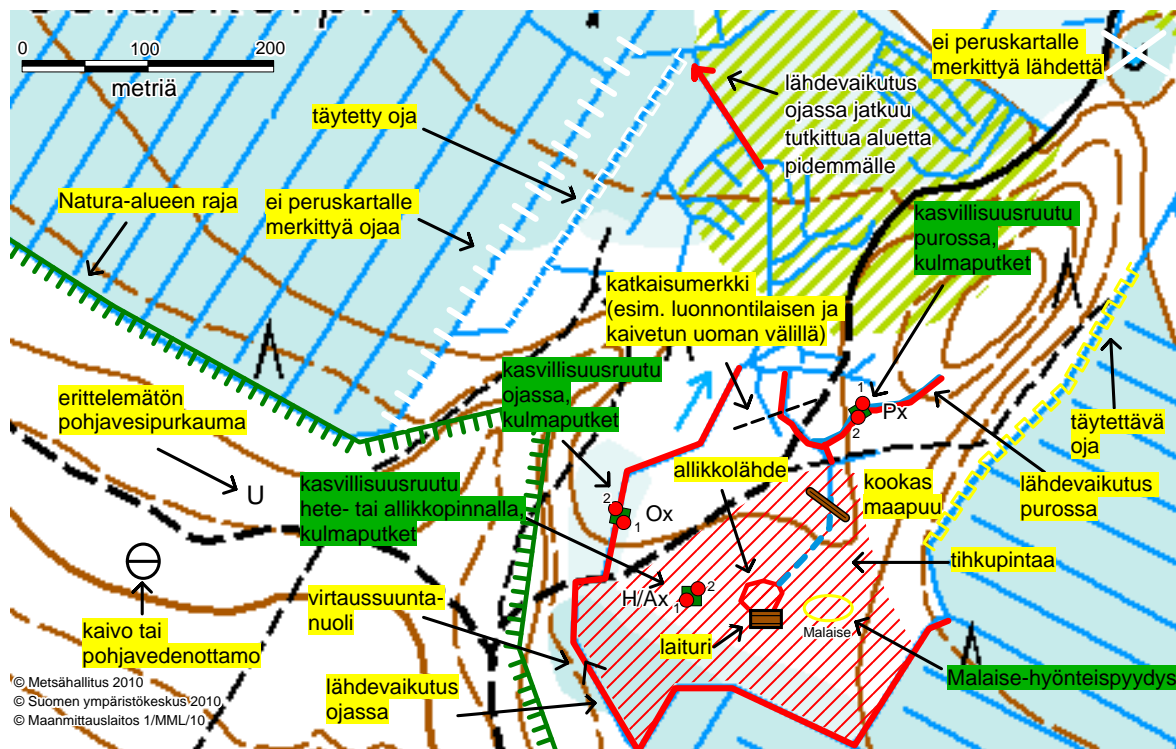 0 100 200
metriä
ei peruskartalle
merkittyä lähdettä
lähdevaikutus
ojassa jatkuu
tutkittua aluetta
pidemmälle
täytetty oja
Natura-alueen raja
ei peruskartalle
merkittyä ojaa
kasvillisuusruutu
purossa,
kulmaputket
katkaisumerkki
(esim. luonnontilaisen ja
kaivetun uoman välillä)
kasvillisuusruutu
ojassa,
kulmaputket
erittelemätön
pohjavesipurkauma
1
Px
2
täytettävä
oja
allikkolähde
kookas
maapuu
lähdevaikutus
purossa
U
kasvillisuusruutu
hete- tai allikkopinnalla,
kulmaputket
2
Ox
1
tihkupintaa
virtaussuunta-
nuoli
H/Ax
2
1
Malaise
kaivo tai
pohjavedenottamo
laituri
Malaise-hyönteispyydys
lähdevaikutus
ojassa
© Metsähallitus 2010
© Suomen ympäristökeskus 2010
© Maanmittauslaitos 1/MML/10